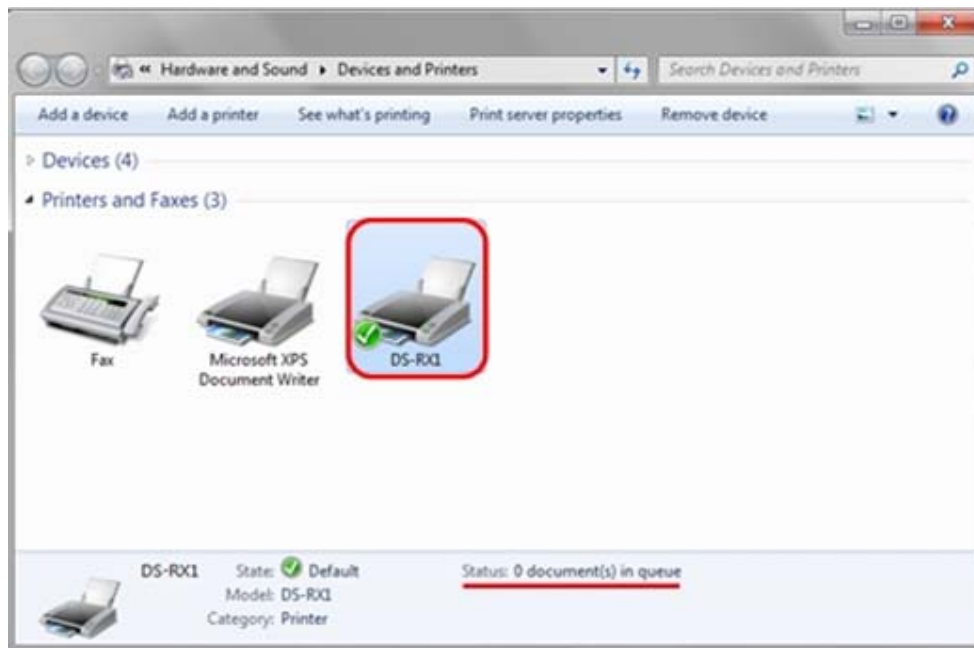 « Hardware and Sound ▸ Devices and Printers Search Devices and Printers
Add a device Add a printer See what's printing Print server properties Remove device
Devices (4)
Printers and Faxes (3)
Fax
Microsoft XPS
Document Writer
DS-RX1
DS-RX1 State: Default Status: 0 document(s) in queue
Model: DS-RX1
Category: Printer